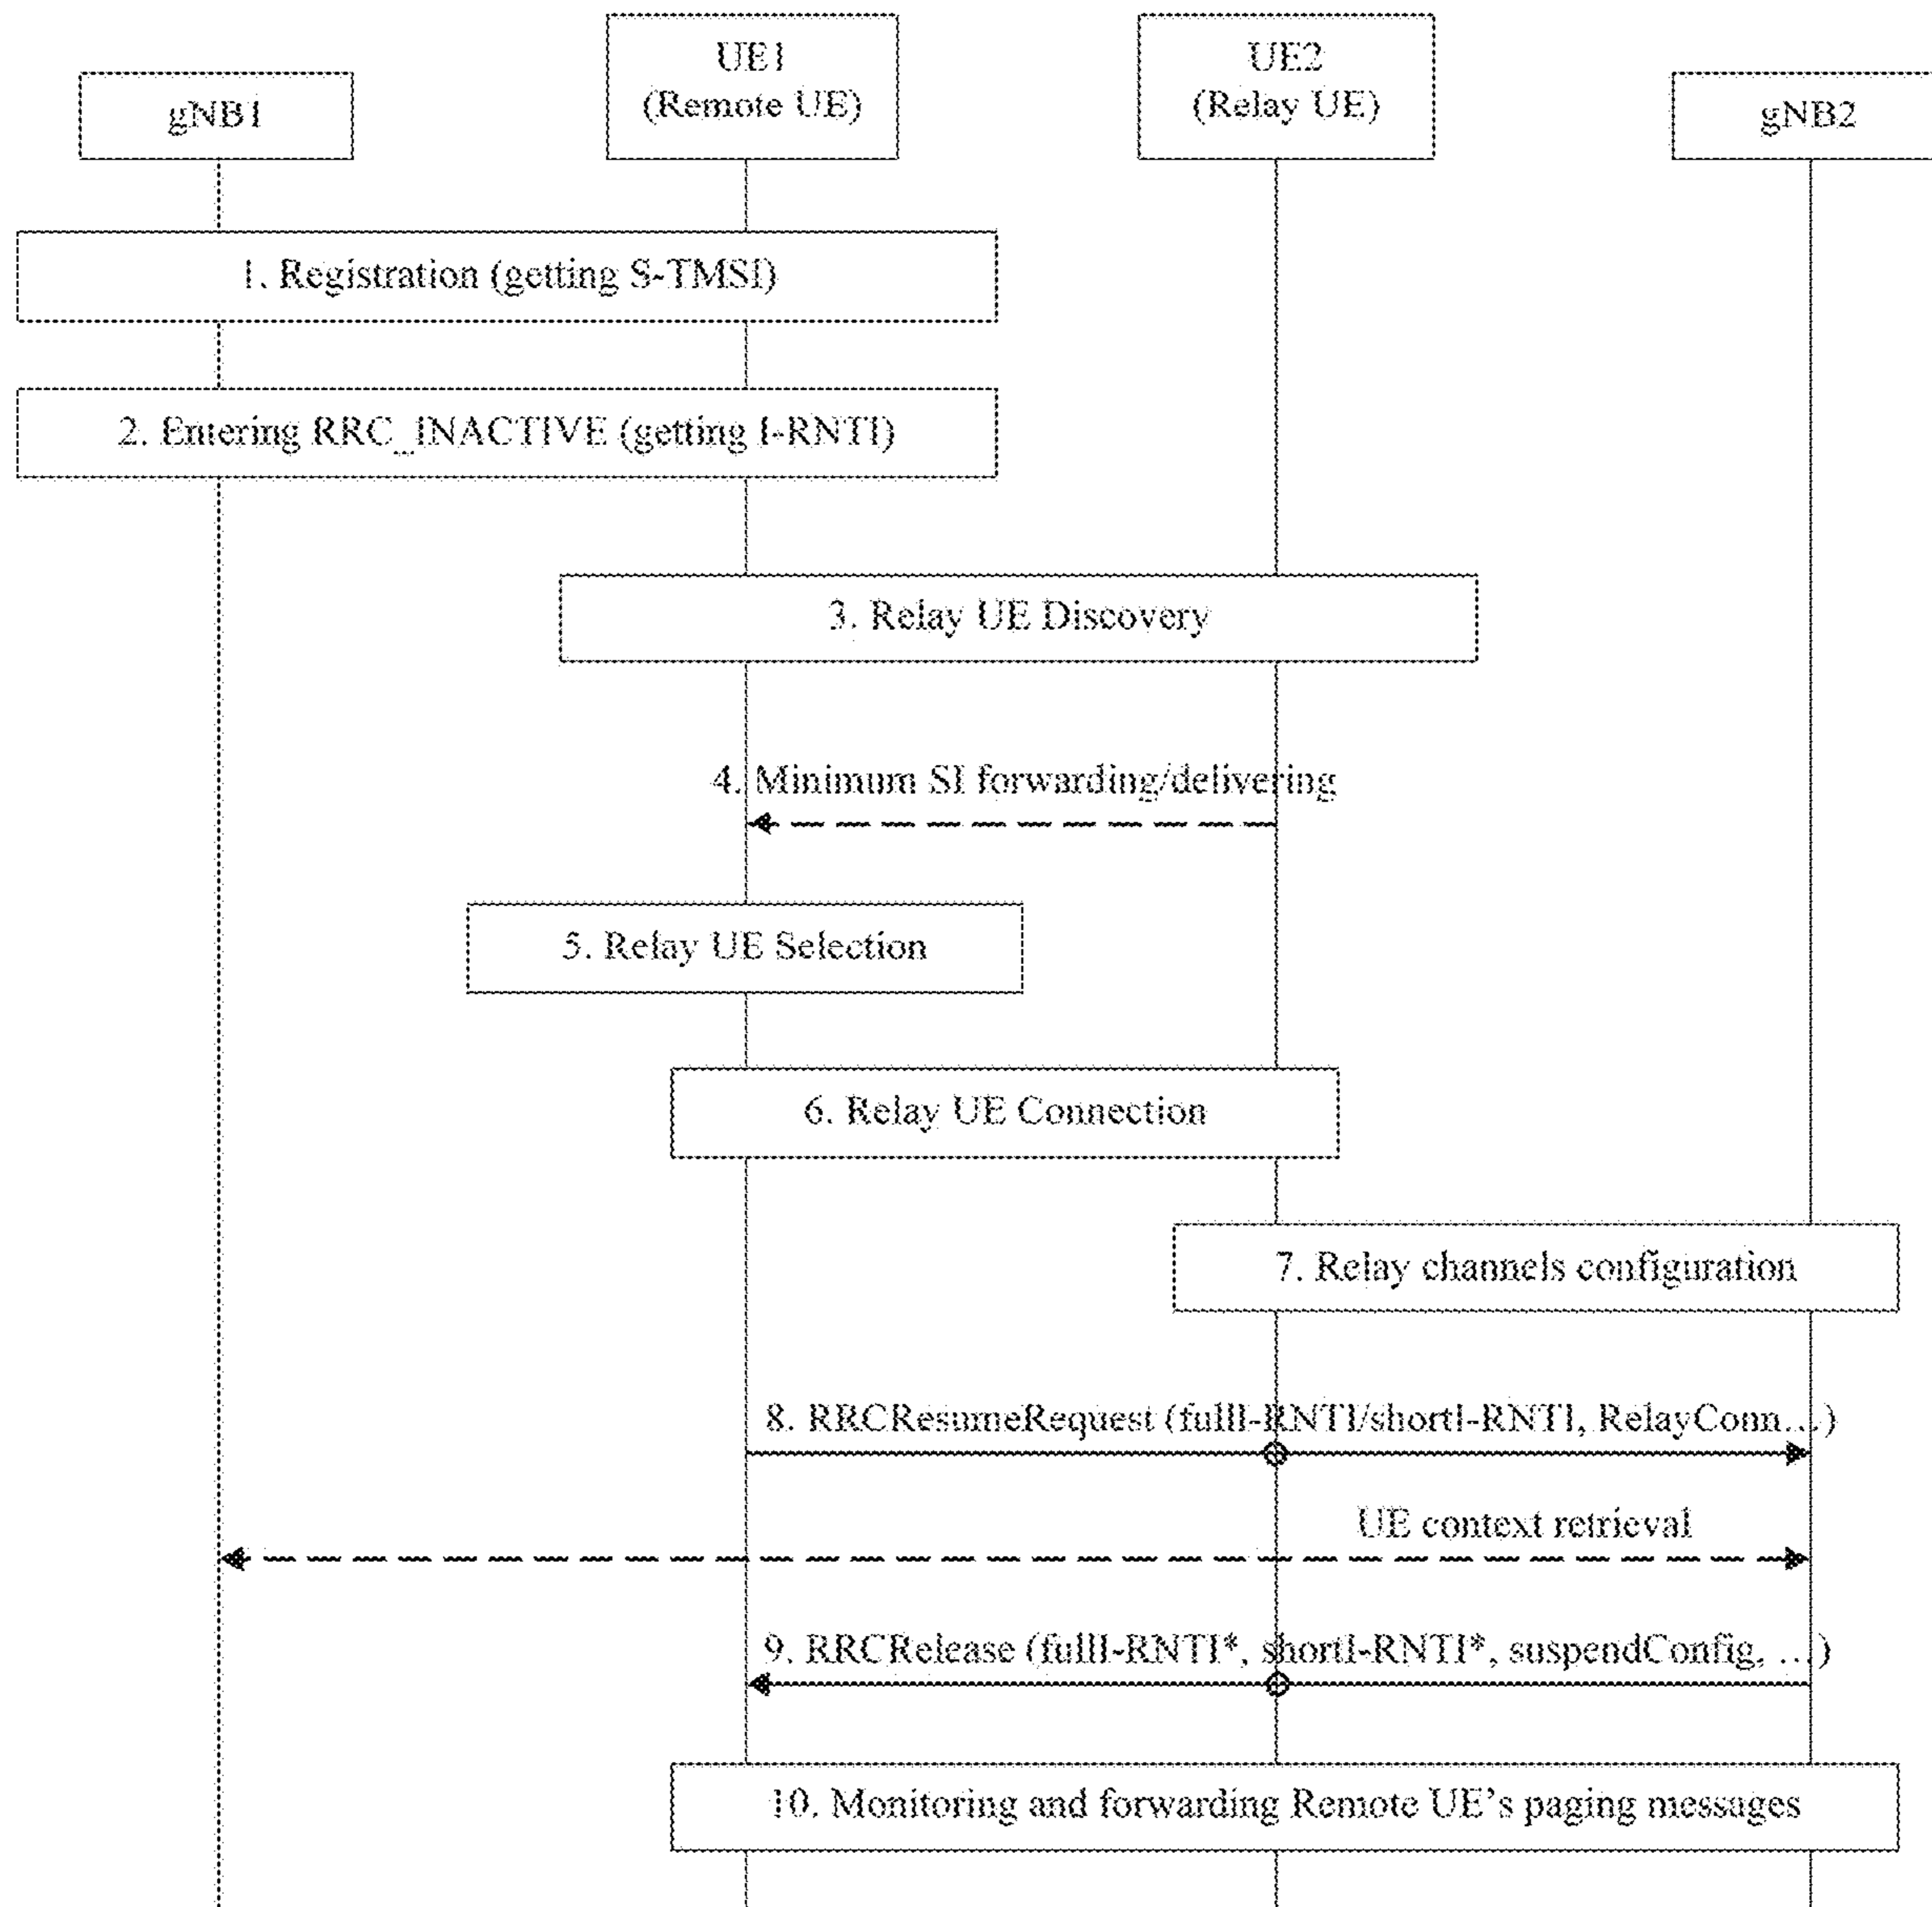 gNB1
UE1
(Remote UE)
UE2
(Relay UE)
gNB2
1. Registration (getting S-TMSI)
2. Entering RRC_INACTIVE (getting I-RNTI)
3. Relay UE Discovery
4. Minimum SI forwarding/delivering
5. Relay UE Selection
6. Relay UE Connection
7. Relay channels configuration
8. RRCResumeRequest (fullI-RNTI/shortI-RNTI, RelayConn…)
UE context retrieval
9. RRCRelease (fullI-RNTI*, shortI-RNTI*, suspendConfig, …)
10. Monitoring and forwarding Remote UE’s paging messages